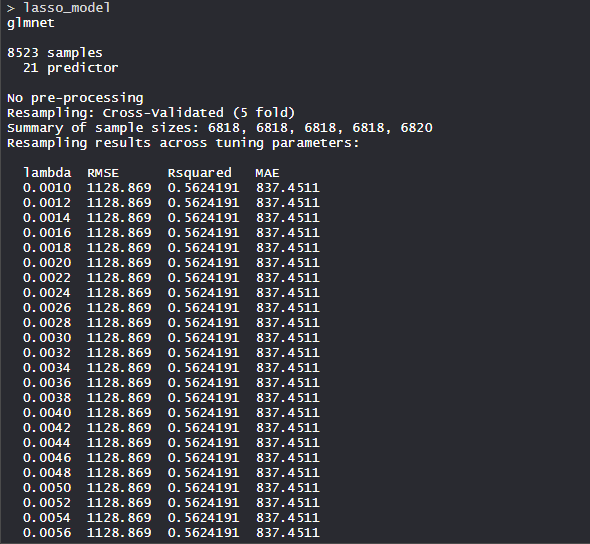 > lasso_model
glmnet
8523 samples
21 predictor
No pre-processing
Resampling: Cross-Validated (5 fold)
Summary of sample sizes: 6818, 6818, 6818, 6818, 6820
Resampling results across tuning parameters:
lambda RMSE Rsquared MAE
0.0010 1128.869 0.5624191 837.4511
0.0012 1128.869 0.5624191 837.4511
0.0014 1128.869 0.5624191 837.4511
0.0016 1128.869 0.5624191 837.4511
0.0018 1128.869 0.5624191 837.4511
0.0020 1128.869 0.5624191 837.4511
0.0022 1128.869 0.5624191 837.4511
0.0024 1128.869 0.5624191 837.4511
0.0026 1128.869 0.5624191 837.4511
0.0028 1128.869 0.5624191 837.4511
0.0030 1128.869 0.5624191 837.4511
0.0032 1128.869 0.5624191 837.4511
0.0034 1128.869 0.5624191 837.4511
0.0036 1128.869 0.5624191 837.4511
0.0038 1128.869 0.5624191 837.4511
0.0040 1128.869 0.5624191 837.4511
0.0042 1128.869 0.5624191 837.4511
0.0044 1128.869 0.5624191 837.4511
0.0046 1128.869 0.5624191 837.4511
0.0048 1128.869 0.5624191 837.4511
0.0050 1128.869 0.5624191 837.4511
0.0052 1128.869 0.5624191 837.4511
0.0054 1128.869 0.5624191 837.4511
0.0056 1128.869 0.5624191 837.4511